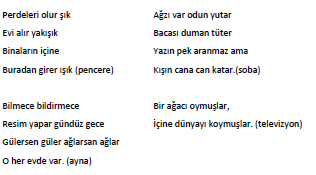 Perdeleri olur şık
Evi alır yakışık
Binaların içine
Buradan girer ışık (pencere)
Ağzı var odun yutar
Bacası duman tüter
Yazın pek aranmaz ama
Kışın cana can katar.(soba)
Bilmece bildirmece
Resim yapar gündüz gece
Gülersen güler ağlarsan ağlar
O her evde var. (ayna)
Bir ağacı oymuşlar,
İçine dünyayı koymuşlar. (televizyon)